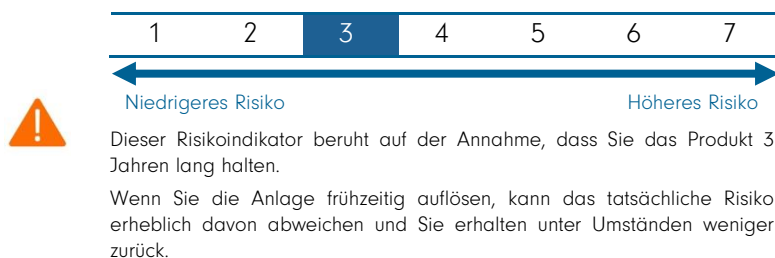 1 2 3 4 5 6 7
Niedrigeres Risiko Höheres Risiko
Dieser Risikoindikator beruht auf der Annahme, dass Sie das Produkt 3
Jahren lang halten.
Wenn Sie die Anlage frühzeitig auflösen, kann das tatsächliche Risiko
erheblich davon abweichen und Sie erhalten unter Umständen weniger
zurück.